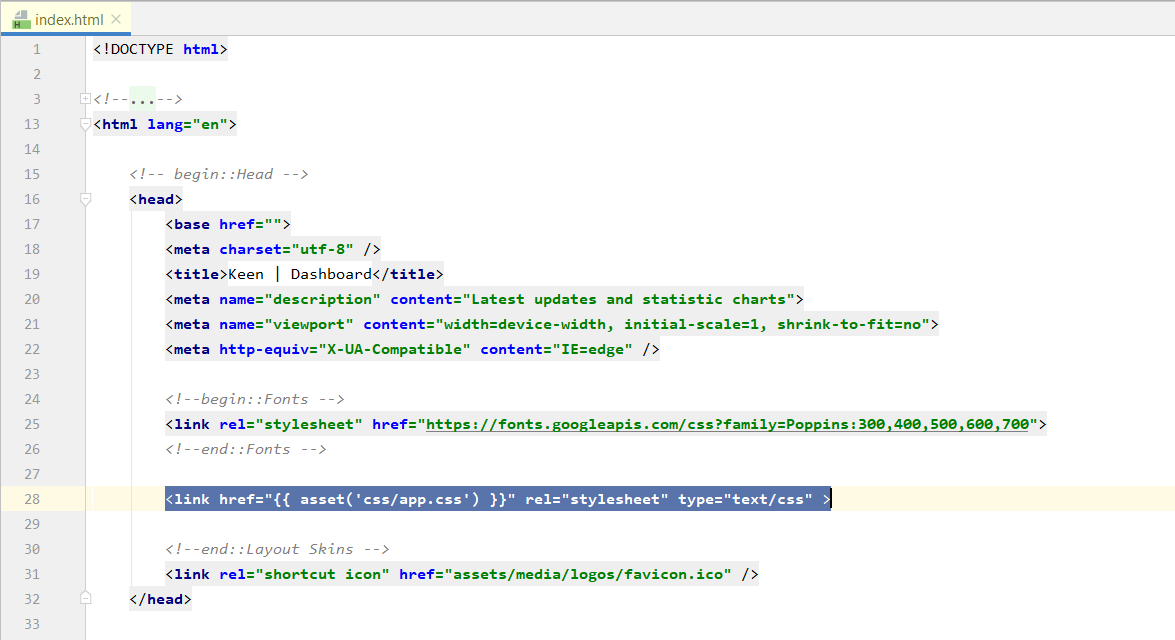 index.html
1 <!DOCTYPE html>
2
3 <!--...-->
13 <html lang="en">
14
15 <!-- begin::Head -->
16 <head>
17 <base href="">
18 <meta charset="utf-8" />
19 <title>Keen | Dashboard</title>
20 <meta name="description" content="Latest updates and statistic charts">
21 <meta name="viewport" content="width=device-width, initial-scale=1, shrink-to-fit=no">
22 <meta http-equiv="X-UA-Compatible" content="IE=edge" />
23
24 <!--begin::Fonts -->
25 <link rel="stylesheet" href="https://fonts.googleapis.com/css?family=Poppins:300,400,500,600,700">
26 <!--end::Fonts -->
27
28 <link href="{{ asset('css/app.css') }}" rel="stylesheet" type="text/css" >
29
30 <!--end::Layout Skins -->
31 <link rel="shortcut icon" href="assets/media/logos/favicon.ico" />
32 </head>
33